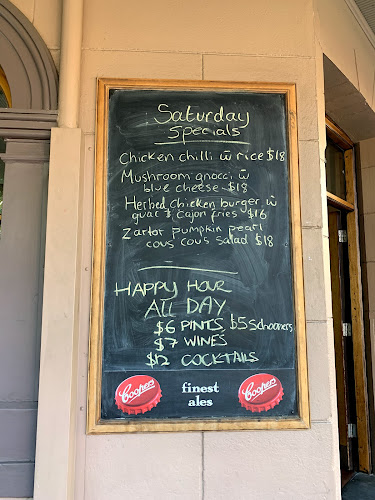 Saturday
Specials
Chicken chilli w̄ rice $18
Mushroom gnocci w̄
blue cheese - $18
Herbed chicken burger w̄
guac & cajon fries $16
Zartar pumpkin pearl
cous cous salad $18
HAPPY HOUR
ALL DAY
$6 PINTS, $5 Schooners
$7 WINES
$12 COCKTAILS
Coopers finest Coopers
ales